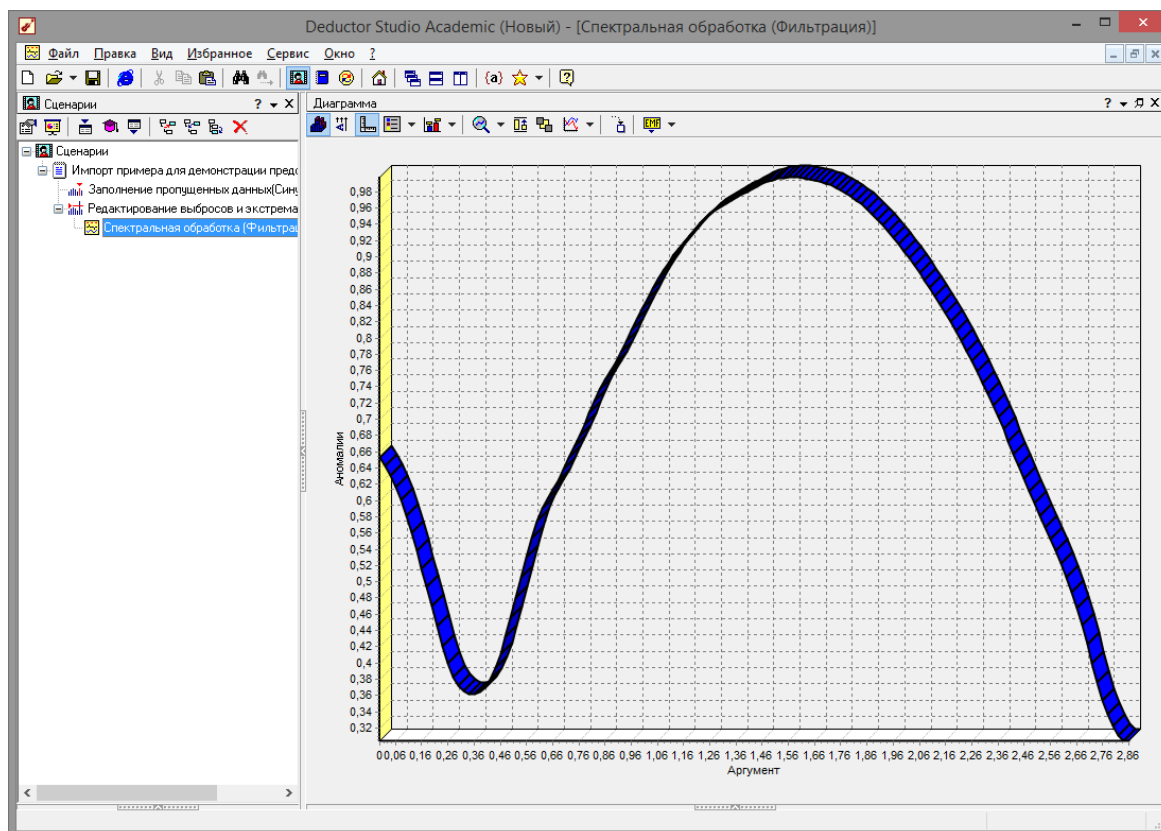 Deductor Studio Academic (Новый) - [Спектральная обработка (Фильтрация)]
Файл Правка Вид Избранное Сервис Окно ?
{a}
Сценарии ?
Диаграмма ?
EMF
Сценарии
Импорт примера для демонстрации предо
Заполнение пропущенных данных(Сину
Редактирование выбросов и экстрема
Спектральная обработка (Фильтрац
0,98
0,96
0,94
0,92
0,9
0,88
0,86
0,84
0,82
0,8
0,78
0,76
0,74
0,72
0,7
0,68
0,66
0,64
0,62
0,6
0,58
0,56
0,54
0,52
0,5
0,48
0,46
0,44
0,42
0,4
0,38
0,36
0,34
0,32
Аномалии
0 0,06 0,16 0,26 0,36 0,46 0,56 0,66 0,76 0,86 0,96 1,06 1,16 1,26 1,36 1,46 1,56 1,66 1,76 1,86 1,96 2,06 2,16 2,26 2,36 2,46 2,56 2,66 2,76 2,86
Аргумент